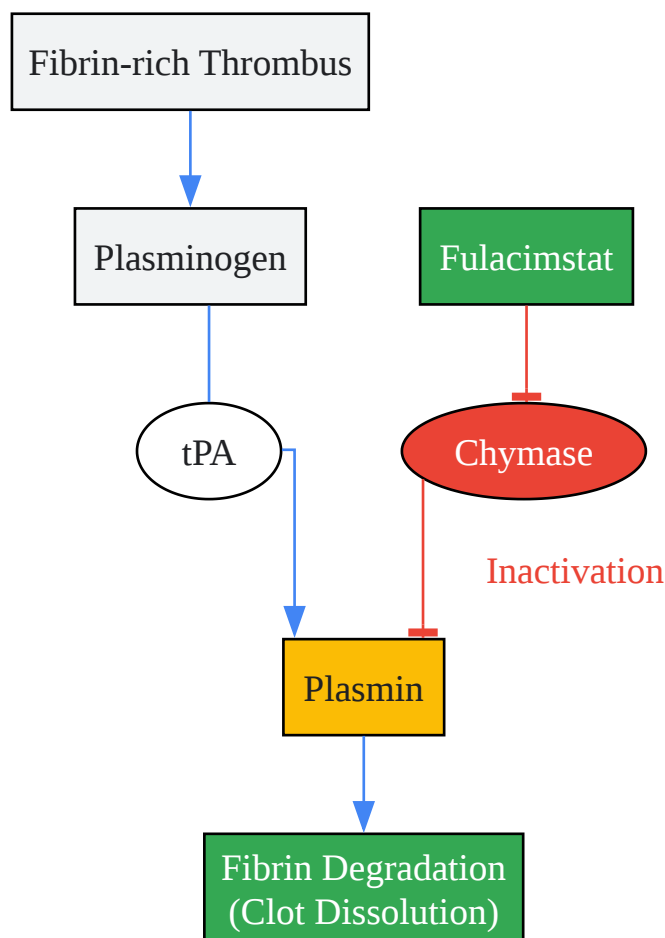 Fibrin-rich Thrombus
Plasminogen
Fulacimstat
tPA
Chymase
Inactivation
Plasmin
Fibrin Degradation
(Clot Dissolution)